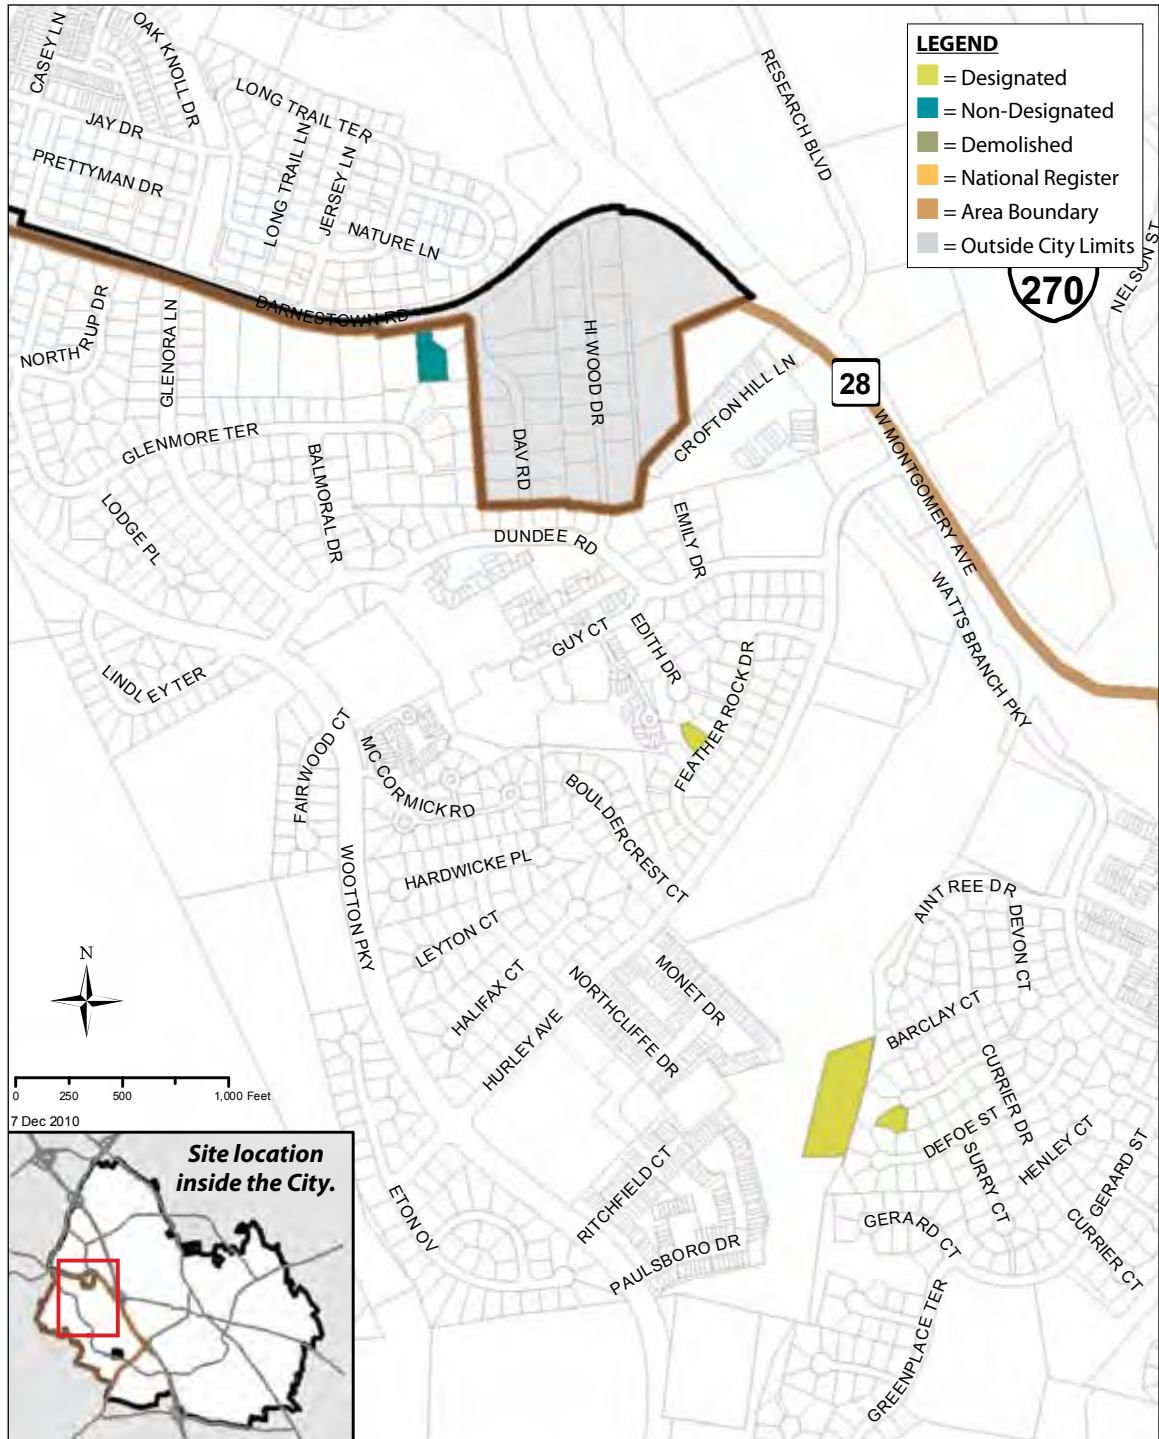 CASEY LN
OAK KNOLL DR
JAY DR
PRETTYMAN DR
LONG TRAIL TER
LONG TRAIL LN
JERSEY LN
NATURE LN
RESEARCH BLVD
LEGEND
= Designated
= Non-Designated
= Demolished
= National Register
= Area Boundary
= Outside City Limits
270
NELSON ST
DARNESTOWN RD
NORTH
RUP DR
GLENORA LN
HI WOOD DR
DAV RD
CROFTON HILL LN
28
W MONTGOMERY AVE
GLENMORE TER
BALMORAL DR
LODGE PL
DUNDEE RD
EMILY DR
WATTS BRANCH PKY
GUY CT
EDITH DR
LINDLEY TER
FEATHER ROCK DR
FAIRWOOD CT
MC CORMICK RD
BOULDERCREST CT
HARDWICKE PL
WOOTTON PKY
LEYTON CT
AINT REE DR
DEVON CT
N
HALIFAX CT
HURLEY AVE
NORTHCLIFFE DR
MONET DR
BARCLAY CT
CURRIER DR
DEFOE ST
SURRY CT
HENLEY CT
GERARD ST
CURRIER CT
0 250 500 1,000 Feet
7 Dec 2010
Site location
inside the City.
ETON OV
RITCHFIELD CT
PAULSBORO DR
GERARD CT
GREENPLACE TER